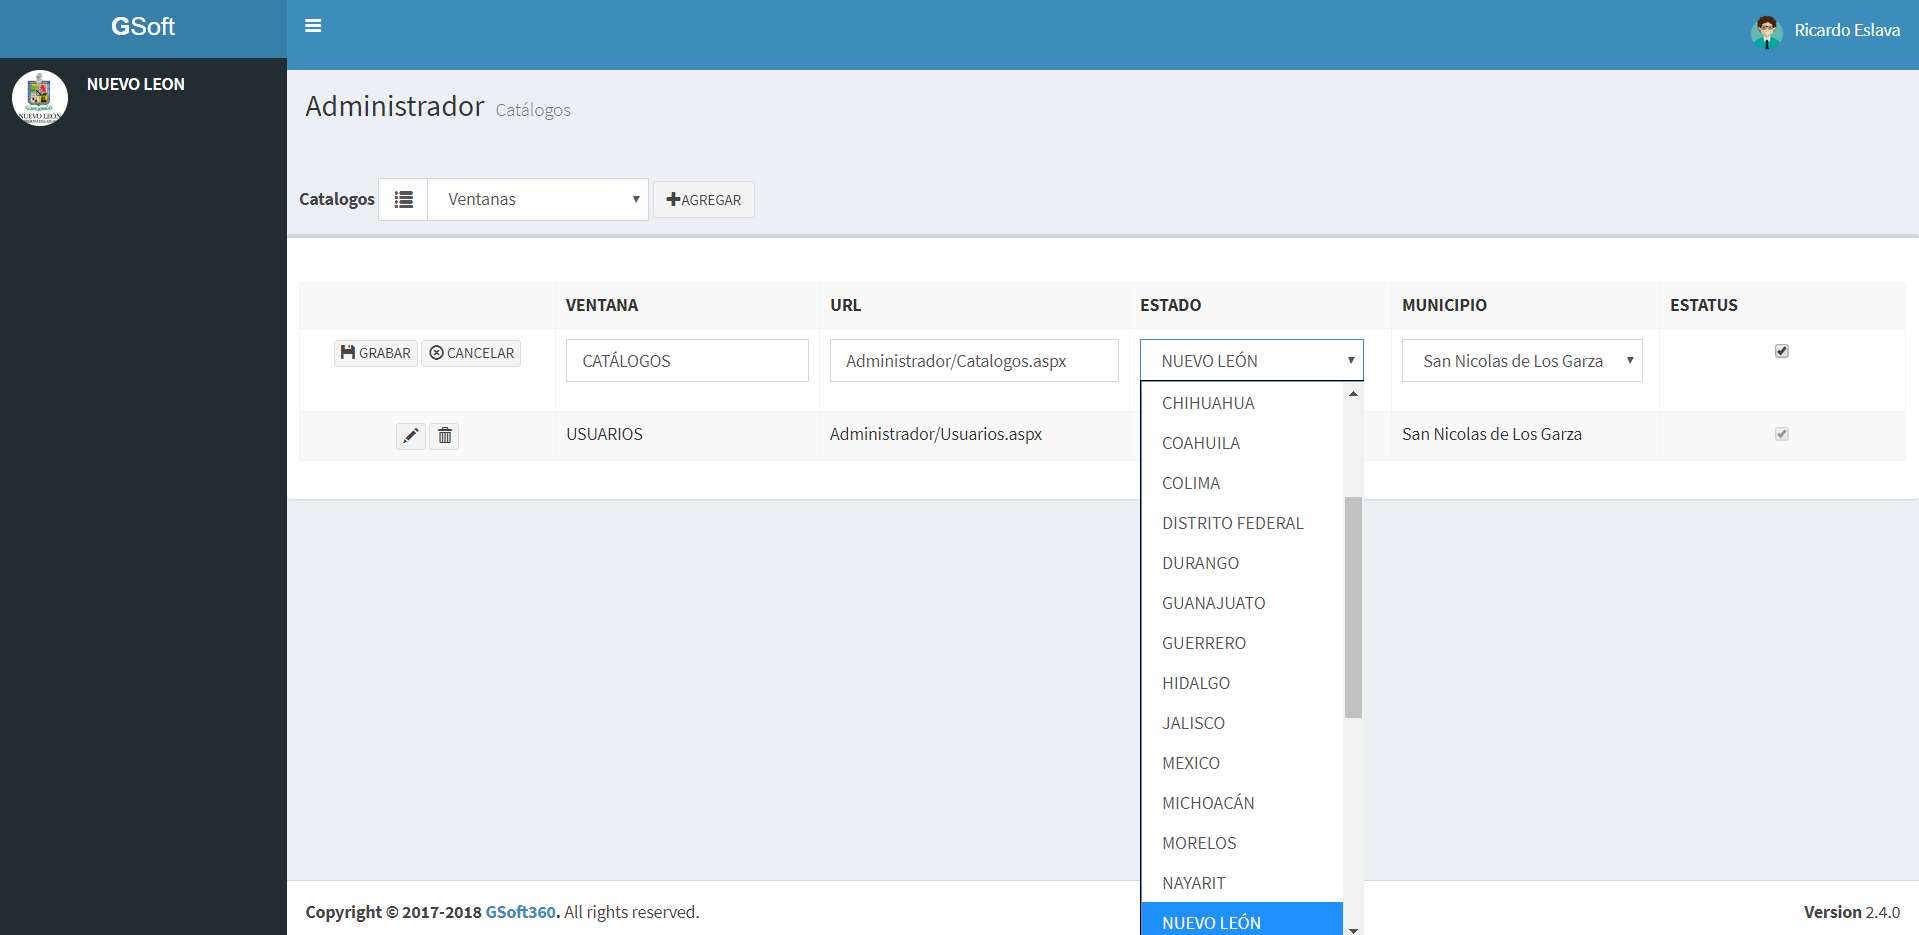 GSoft
Ricardo Eslava
NUEVO LEON
NUEVO LEÓN
Administrador Catálogos
Catalogos Ventanas AGREGAR
VENTANA URL ESTADO MUNICIPIO ESTATUS
GRABAR CANCELAR CATÁLOGOS Administrador/Catalogos.aspx NUEVO LEÓN San Nicolas de Los Garza
USUARIOS Administrador/Usuarios.aspx San Nicolas de Los Garza
CHIHUAHUA
COAHUILA
COLIMA
DISTRITO FEDERAL
DURANGO
GUANAJUATO
GUERRERO
HIDALGO
JALISCO
MEXICO
MICHOACÁN
MORELOS
NAYARIT
NUEVO LEÓN
Copyright © 2017-2018 GSoft360. All rights reserved.
Version 2.4.0